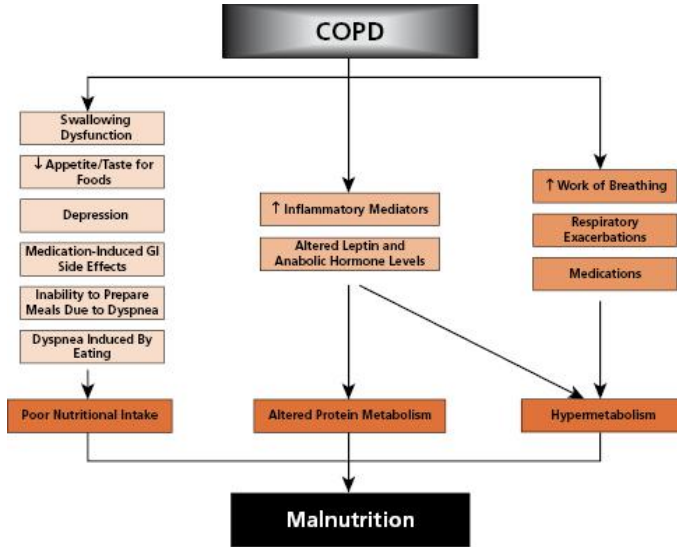 COPD
Swallowing
Dysfunction
↓ Appetite/Taste for
Foods
Depression
Medication-Induced GI
Side Effects
Inability to Prepare
Meals Due to Dyspnea
Dyspnea Induced By
Eating
Poor Nutritional Intake
↑ Inflammatory Mediators
Altered Leptin and
Anabolic Hormone Levels
Altered Protein Metabolism
↑ Work of Breathing
Respiratory
Exacerbations
Medications
Hypermetabolism
Malnutrition